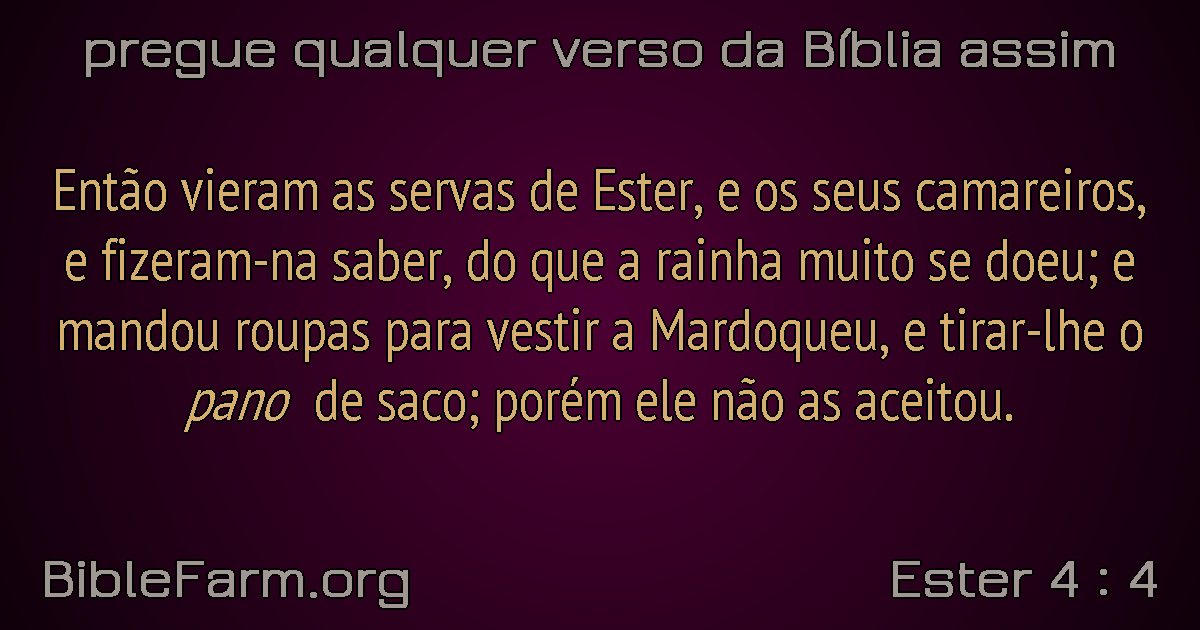 pregue qualquer verso da Bíblia assim
Então vieram as servas de Ester, e os seus camareiros,
e fizeram-na saber, do que a rainha muito se doeu; e
mandou roupas para vestir a Mardoqueu, e tirar-lhe o
pano de saco; porém ele não as aceitou.
BibleFarm.org
Ester 4 : 4